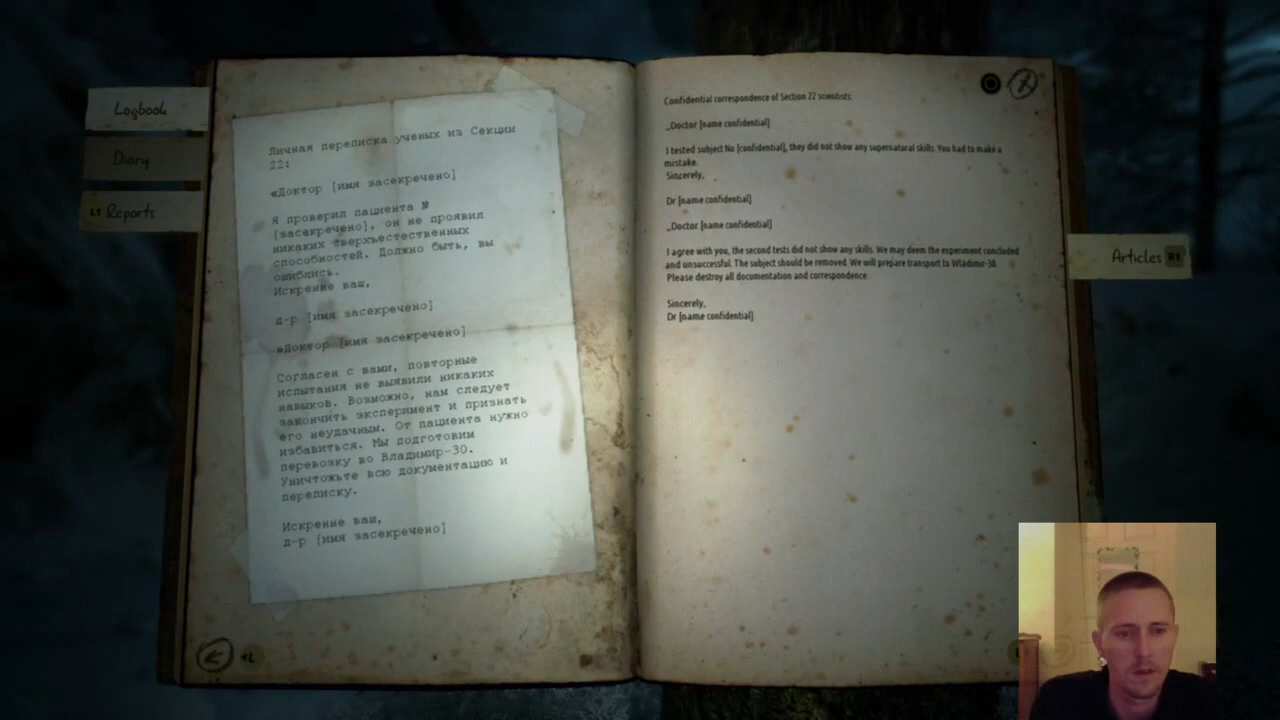 Logbook
Diary
L1 Reports
Личная переписка ученых из Секции
22:
«Доктор [имя засекречено]
Я проверил пациента №
[засекречено], он не проявил
никаких сверхъестественных
способностей. Должно быть, вы
ошиблись.
Искренне ваш,
д-р [имя засекречено]
»Доктор [имя засекречено]
Согласен с вами, повторные
испытания не выявили никаких
навыков. Возможно, нам следует
закончить эксперимент и признать
его неудачным. От пациента нужно
избавиться. Мы подготовим
перевозку во Владимир-30.
Уничтожьте всю документацию и
переписку.
Искренне ваш,
д-р [имя засекречено]
L
Confidential correspondence of Section 22 scientists:
„Doctor [name confidential]
I tested subject No [confidential], they did not show any supernatural skills. You had to make a
mistake.
Sincerely,
Dr [name confidential]
„Doctor [name confidential]
I agree with you, the second tests did not show any skills. We may deem the experiment concluded
and unsuccessful. The subject should be removed. We will prepare transport to Wladimir-30.
Please destroy all documentation and correspondence.
Sincerely,
Dr [name confidential]
Articles R1